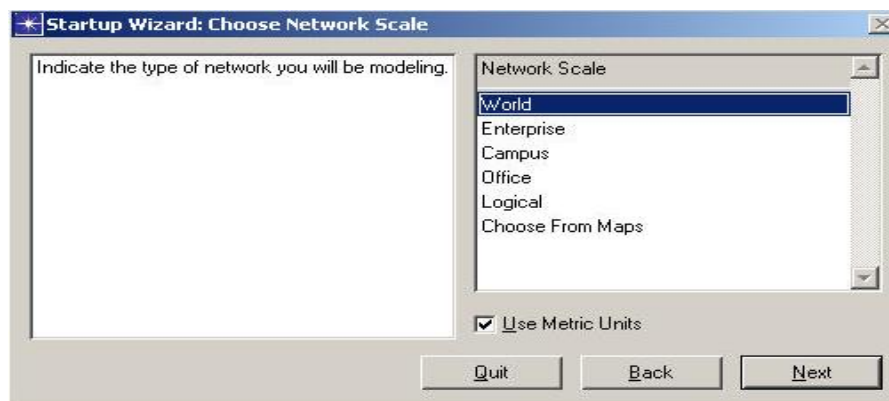 Startup Wizard: Choose Network Scale
Indicate the type of network you will be modeling.
Network Scale
World
Enterprise
Campus
Office
Logical
Choose From Maps
Use Metric Units
Quit
Back
Next